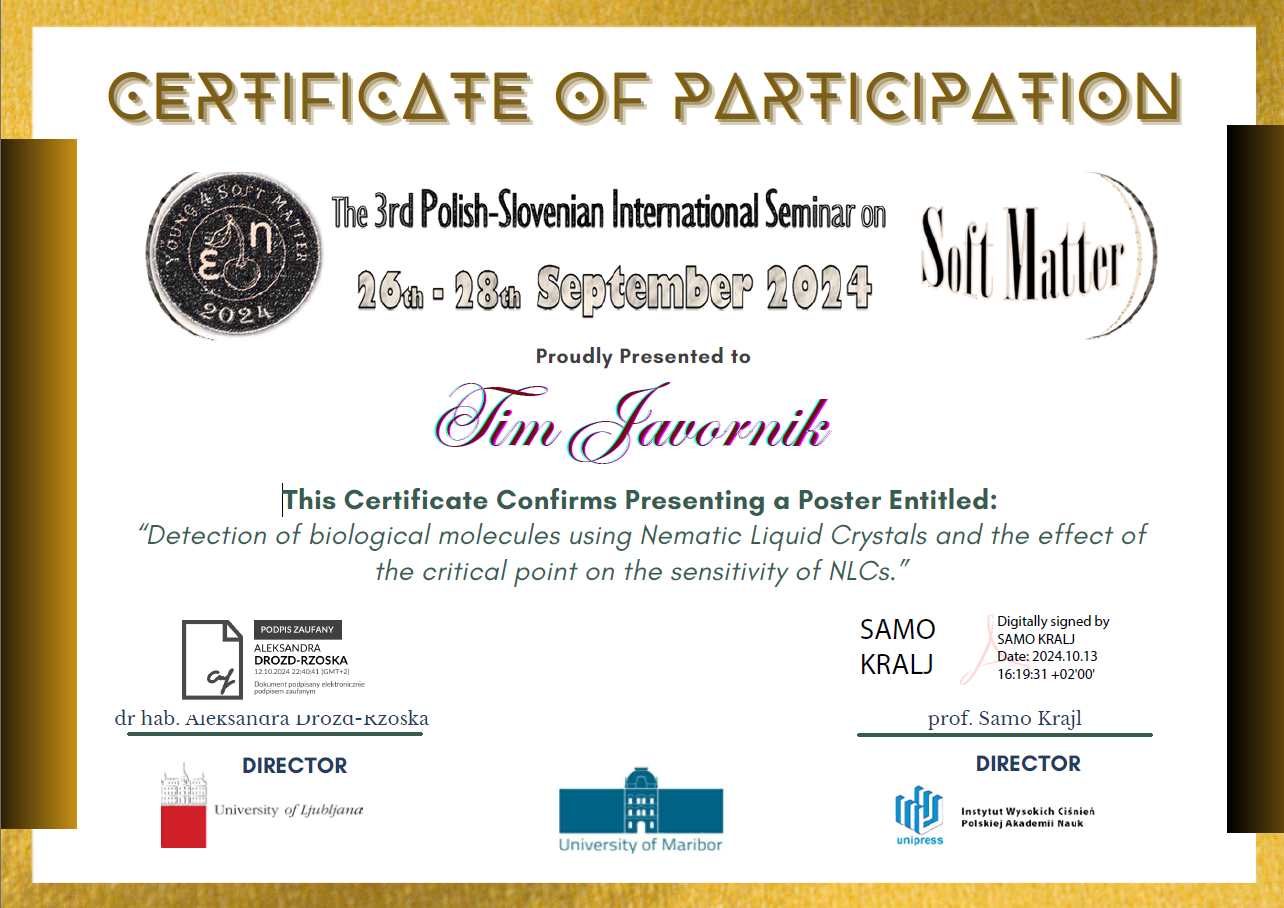 CERTIFICATE OF PARTICIPATION
YOUNG 4 SOFT MATTER
εη
2024
The 3rd Polish-Slovenian International Seminar on
26th - 28th September 2024
Soft Matter
Proudly Presented to
Tim Javornik
This Certificate Confirms Presenting a Poster Entitled:
“Detection of biological molecules using Nematic Liquid Crystals and the effect of
the critical point on the sensitivity of NLCs.”
PODPIS ZAUFANY
ALEKSANDRA
DROZD-RZOSKA
12.10.2024 22:40:41 (GMT+2)
Dokument podpisany elektronicznie
podpisem zaufanym
dr hab. Aleksandra Drozd-Rzoska
DIRECTOR
SAMO
KRALJ
Digitally signed by
SAMO KRALJ
Date: 2024.10.13
16:19:31 +02'00'
prof. Samo Krajl
DIRECTOR
University of Ljubljana
University of Maribor
unipress
Instytut Wysokich Ciśnień
Polskiej Akademii Nauk